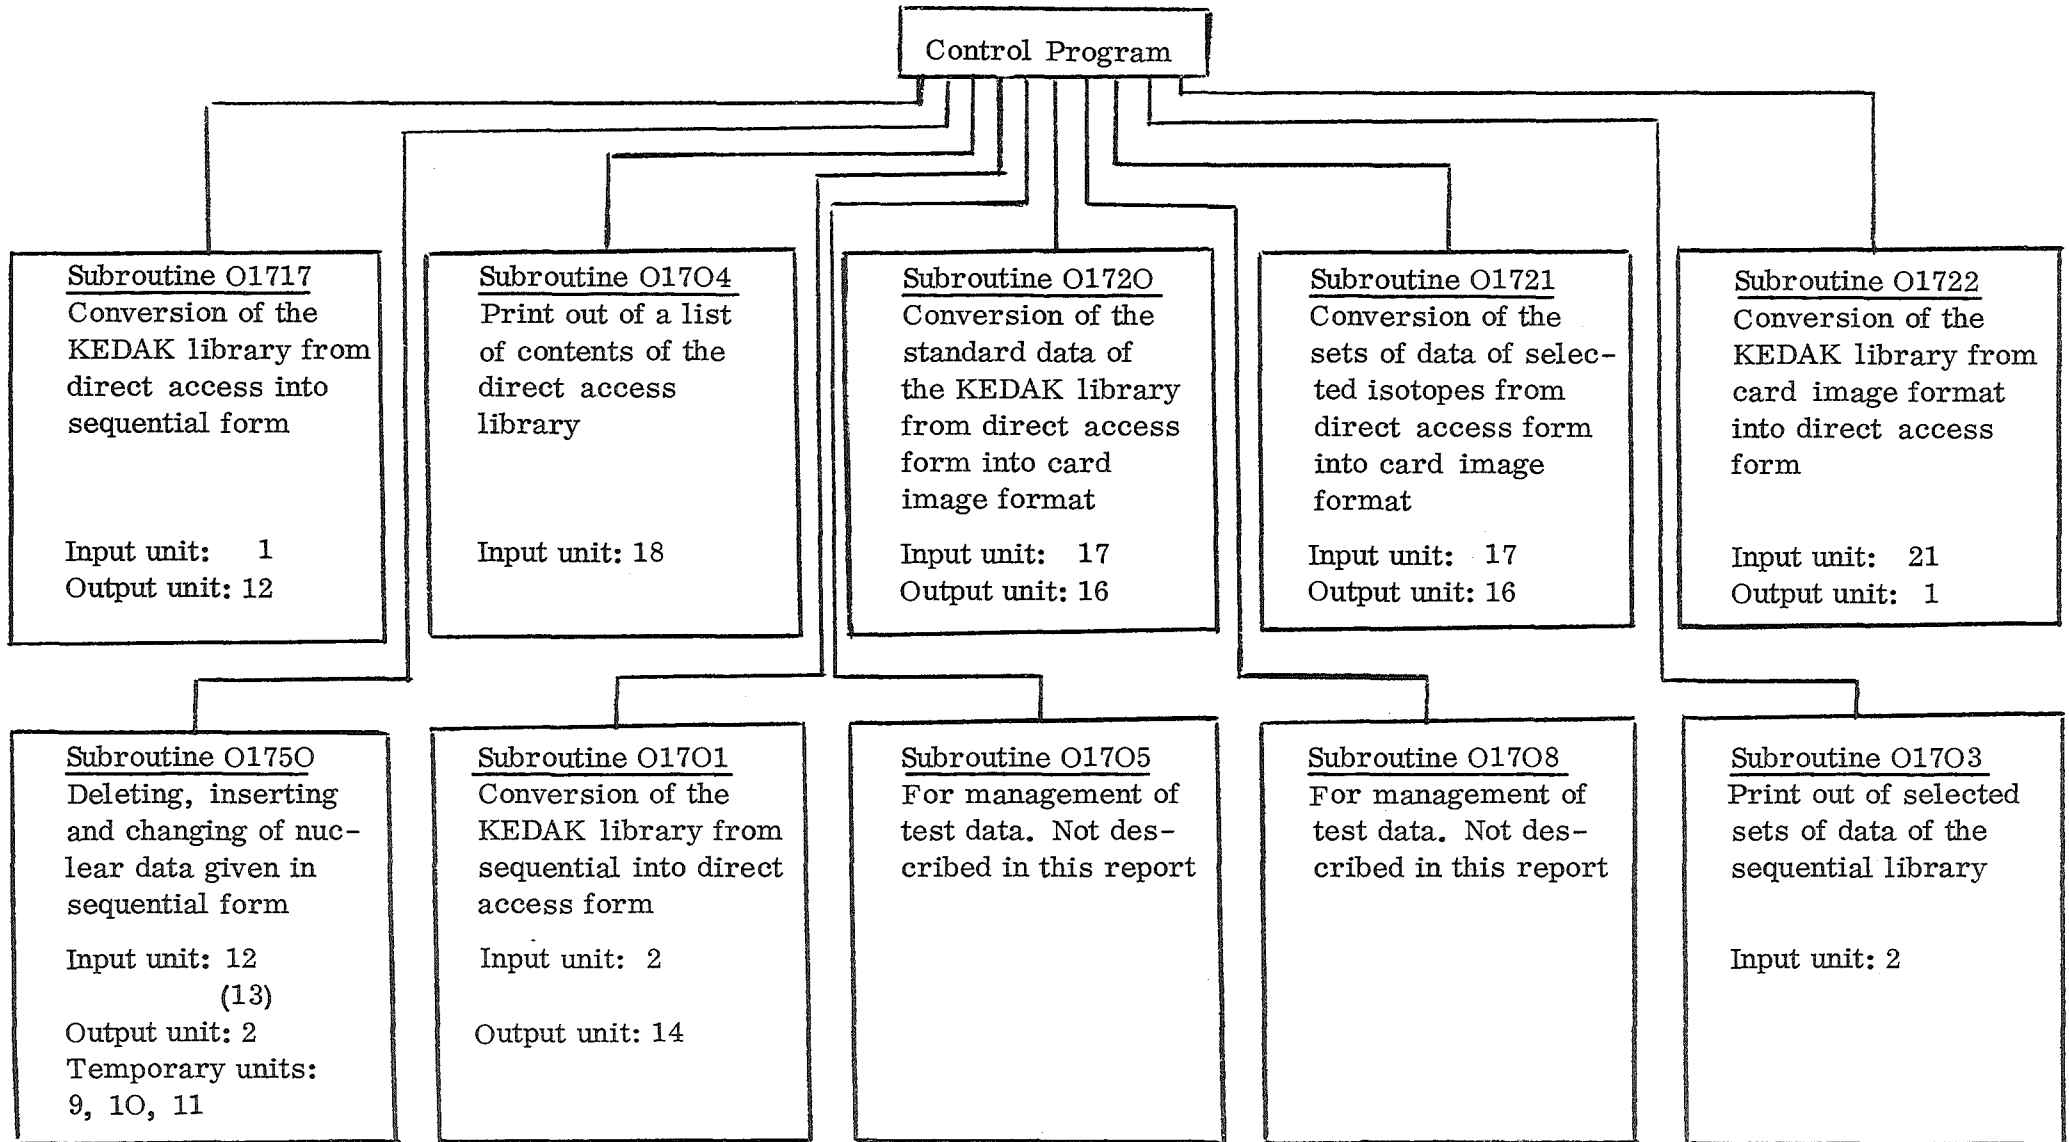 Control Program
Subroutine O1717
Conversion of the
KEDAK library from
direct access into
sequential form
Input unit: 1
Output unit: 12
Subroutine O17O4
Print out of a list
of contents of the
direct access
library
Input unit: 18
Subroutine O172O
Conversion of the
standard data of
the KEDAK library
from direct access
form into card
image format
Input unit: 17
Output unit: 16
Subroutine O1721
Conversion of the
sets of data of selec-
ted isotopes from
direct access form
into card image
format
Input unit: 17
Output unit: 16
Subroutine O1722
Conversion of the
KEDAK library from
card image format
into direct access
form
Input unit: 21
Output unit: 1
Subroutine O175O
Deleting, inserting
and changing of nuc-
lear data given in
sequential form
Input unit: 12
(13)
Output unit: 2
Temporary units:
9, 1O, 11
Subroutine O17O1
Conversion of the
KEDAK library from
sequential into direct
access form
Input unit: 2
Output unit: 14
Subroutine O17O5
For management of
test data. Not des-
cribed in this report
Subroutine O17O8
For management of
test data. Not des-
cribed in this report
Subroutine O17O3
Print out of selected
sets of data of the
sequential library
Input unit: 2